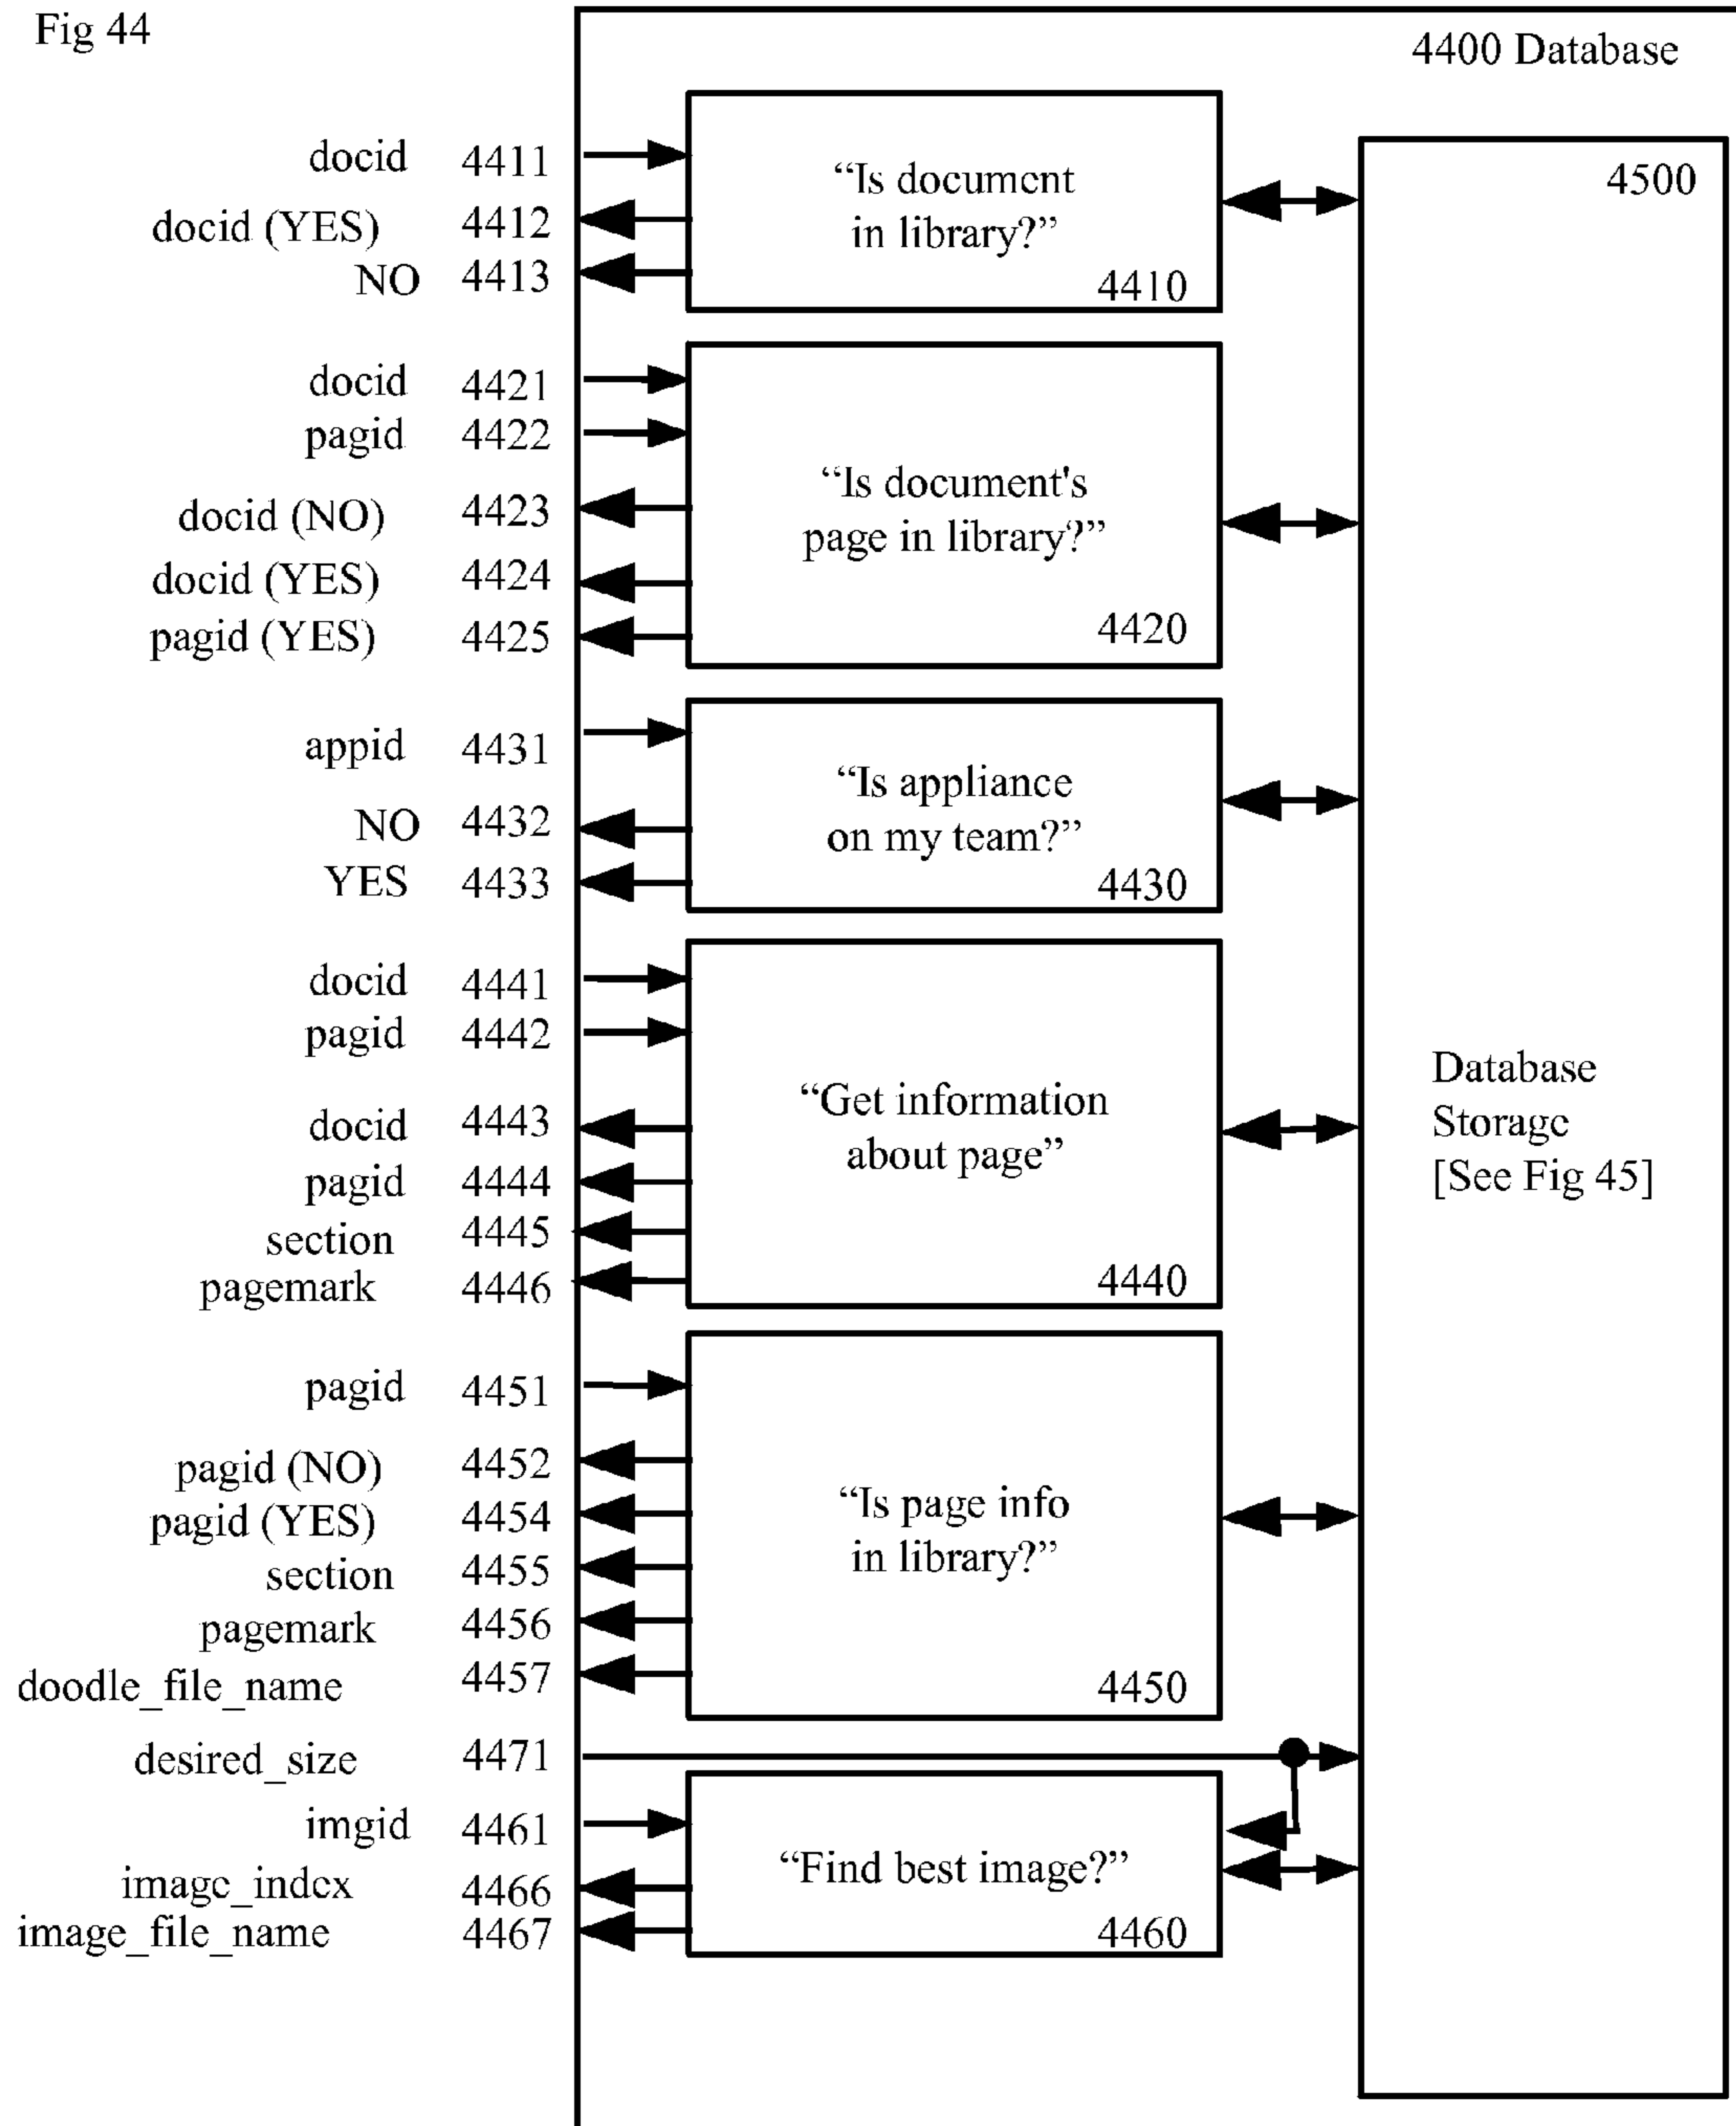 Fig 44
4400 Database
4500
docid 4411
docid (YES) 4412
NO 4413
“Is document
in library?”
4410
docid 4421
pagid 4422
docid (NO) 4423
docid (YES) 4424
pagid (YES) 4425
“Is document's
page in library?”
4420
appid 4431
NO 4432
YES 4433
“Is appliance
on my team?”
4430
docid 4441
pagid 4442
docid 4443
pagid 4444
section 4445
pagemark 4446
“Get information
about page”
4440
Database
Storage
[See Fig 45]
pagid 4451
pagid (NO) 4452
pagid (YES) 4454
section 4455
pagemark 4456
doodle_file_name 4457
“Is page info
in library?”
4450
desired_size 4471
imgid 4461
image_index 4466
image_file_name 4467
“Find best image?”
4460